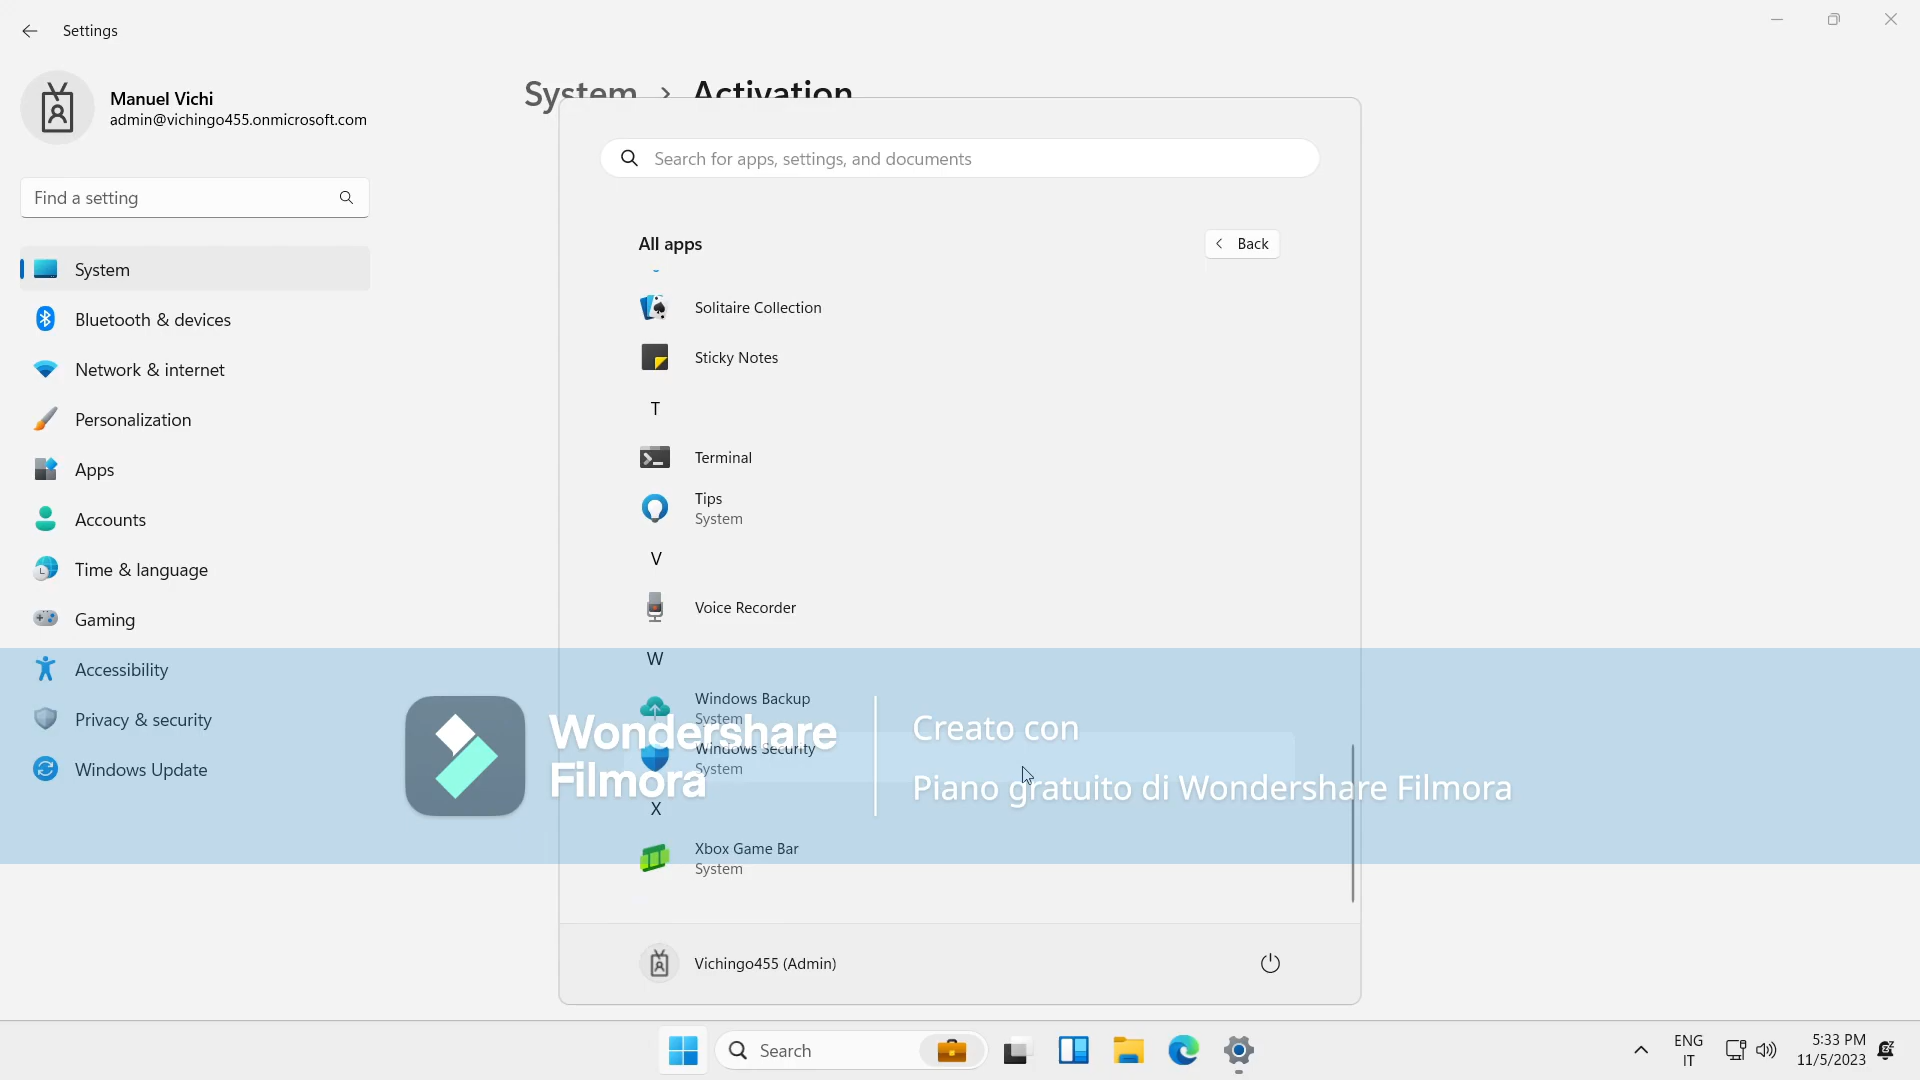 Settings
Manuel Vichi
admin@vichingo455.onmicrosoft.com
Find a setting
System
Bluetooth & devices
Network & internet
Personalization
Apps
Accounts
Time & language
Gaming
Accessibility
Privacy & security
Windows Update
System > Activation
Search for apps, settings, and documents
All apps
Back
Solitaire Collection
Sticky Notes
T
Terminal
Tips
System
V
Voice Recorder
W
Windows Backup
System
Windows Security
System
X
Xbox Game Bar
System
Wondershare
Filmora
Creato con
Piano gratuito di Wondershare Filmora
Vichingo455 (Admin)
Search
ENG
IT
5:33 PM
11/5/2023